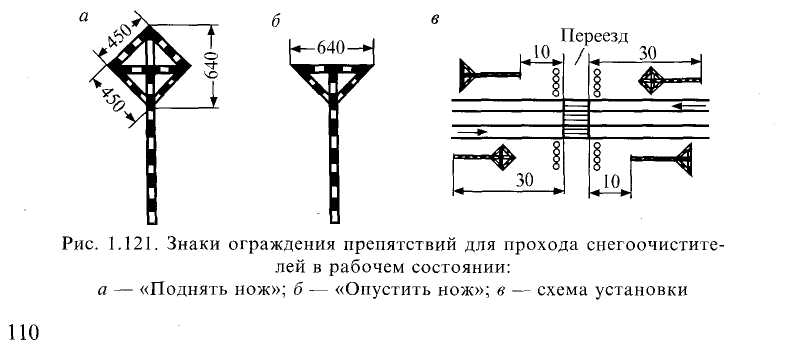 а
450
450
640
б
640
в
Переезд
10
30
30
10
Рис. 1.121. Знаки ограждения препятствий для прохода снегоочистите-
лей в рабочем состоянии:
а — «Поднять нож»; б — «Опустить нож»; в — схема установки
110